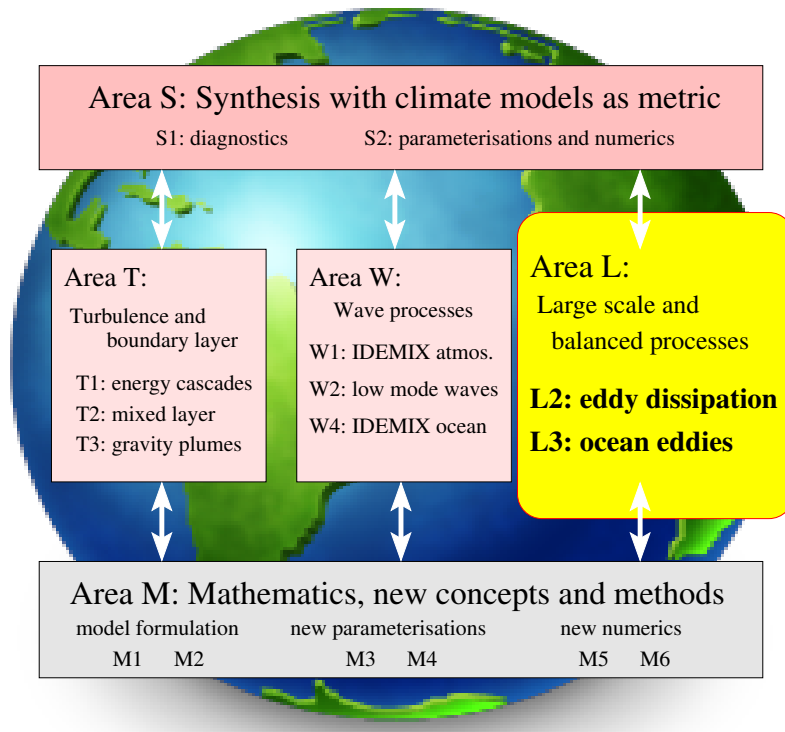 Area S: Synthesis with climate models as metric
S1: diagnostics S2: parameterisations and numerics
Area T:
Turbulence and
boundary layer
T1: energy cascades
T2: mixed layer
T3: gravity plumes
Area W:
Wave processes
W1: IDEMIX atmos.
W2: low mode waves
W4: IDEMIX ocean
Area L:
Large scale and
balanced processes
L2: eddy dissipation
L3: ocean eddies
Area M: Mathematics, new concepts and methods
model formulation new parameterisations new numerics
M1 M2 M3 M4 M5 M6